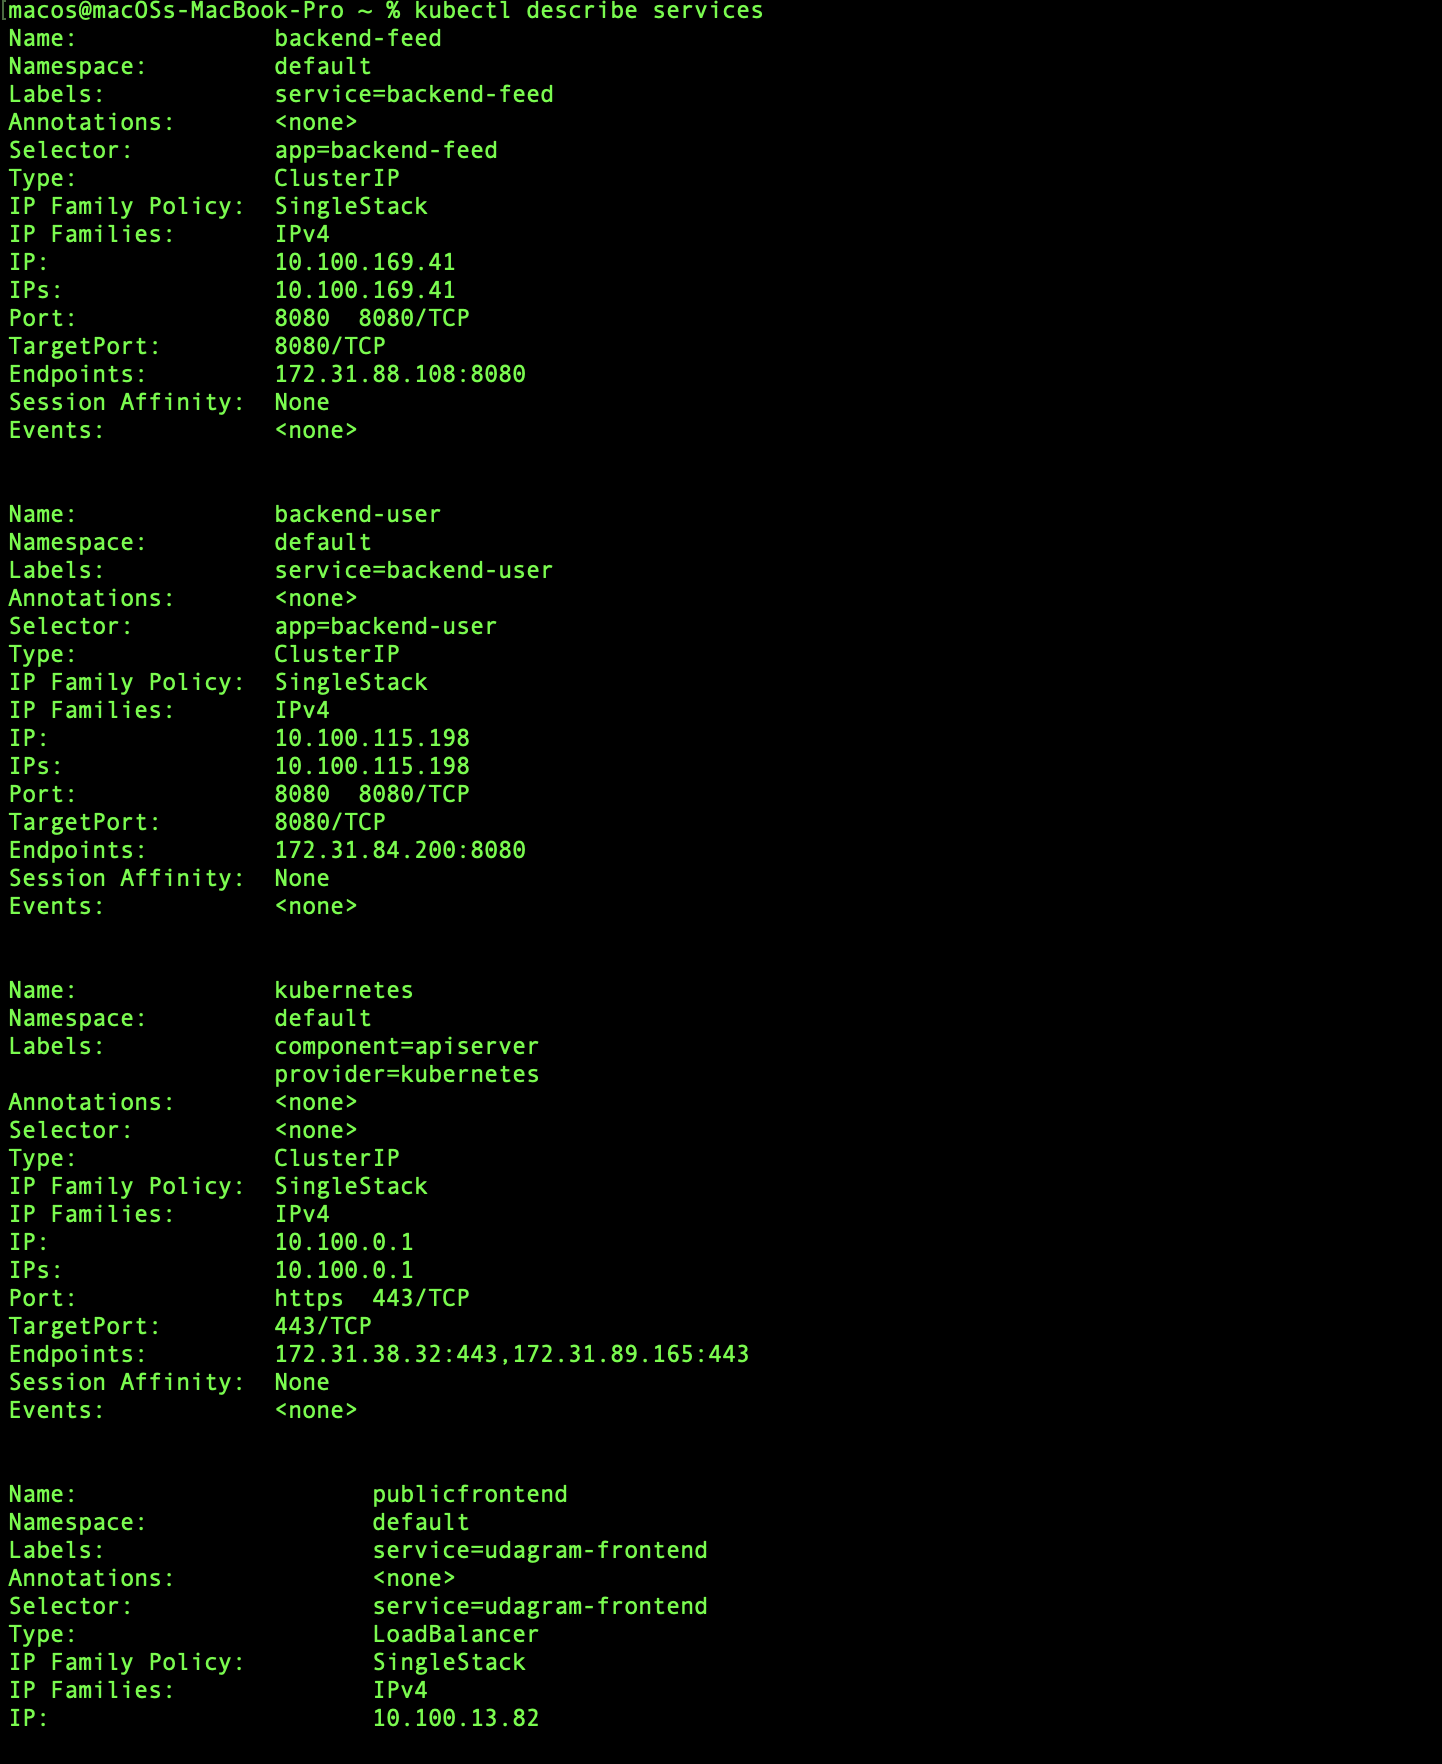 [macos@macOSs-MacBook-Pro ~ % kubectl describe services
Name:              backend-feed
Namespace:         default
Labels:            service=backend-feed
Annotations:       <none>
Selector:          app=backend-feed
Type:              ClusterIP
IP Family Policy:  SingleStack
IP Families:       IPv4
IP:                10.100.169.41
IPs:               10.100.169.41
Port:              8080  8080/TCP
TargetPort:        8080/TCP
Endpoints:         172.31.88.108:8080
Session Affinity:  None
Events:            <none>


Name:              backend-user
Namespace:         default
Labels:            service=backend-user
Annotations:       <none>
Selector:          app=backend-user
Type:              ClusterIP
IP Family Policy:  SingleStack
IP Families:       IPv4
IP:                10.100.115.198
IPs:               10.100.115.198
Port:              8080  8080/TCP
TargetPort:        8080/TCP
Endpoints:         172.31.84.200:8080
Session Affinity:  None
Events:            <none>


Name:              kubernetes
Namespace:         default
Labels:            component=apiserver
                   provider=kubernetes
Annotations:       <none>
Selector:          <none>
Type:              ClusterIP
IP Family Policy:  SingleStack
IP Families:       IPv4
IP:                10.100.0.1
IPs:               10.100.0.1
Port:              https  443/TCP
TargetPort:        443/TCP
Endpoints:         172.31.38.32:443,172.31.89.165:443
Session Affinity:  None
Events:            <none>


Name:                     publicfrontend
Namespace:                default
Labels:                   service=udagram-frontend
Annotations:              <none>
Selector:                 service=udagram-frontend
Type:                     LoadBalancer
IP Family Policy:         SingleStack
IP Families:              IPv4
IP:                       10.100.13.82